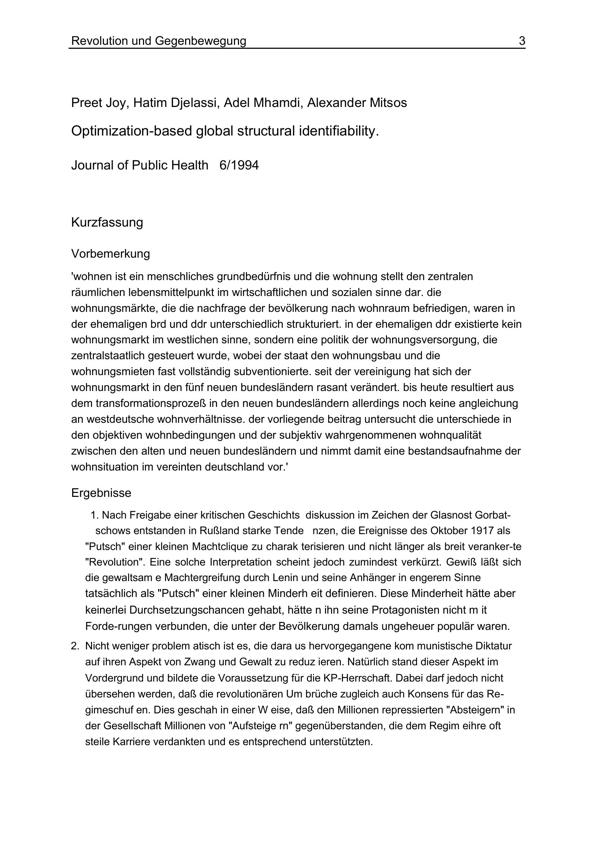 Revolution und Gegenbewegung 3
Preet Joy, Hatim Djelassi, Adel Mhamdi, Alexander Mitsos
Optimization-based global structural identifiability.
Journal of Public Health 6/1994
Kurzfassung
Vorbemerkung
'wohnen ist ein menschliches grundbedürfnis und die wohnung stellt den zentralen
räumlichen lebensmittelpunkt im wirtschaftlichen und sozialen sinne dar. die
wohnungsmärkte, die die nachfrage der bevölkerung nach wohnraum befriedigen, waren in
der ehemaligen brd und ddr unterschiedlich strukturiert. in der ehemaligen ddr existierte kein
wohnungsmarkt im westlichen sinne, sondern eine politik der wohnungsversorgung, die
zentralstaatlich gesteuert wurde, wobei der staat den wohnungsbau und die
wohnungsmieten fast vollständig subventionierte. seit der vereinigung hat sich der
wohnungsmarkt in den fünf neuen bundesländern rasant verändert. bis heute resultiert aus
dem transformationsprozeß in den neuen bundesländern allerdings noch keine angleichung
an westdeutsche wohnverhältnisse. der vorliegende beitrag untersucht die unterschiede in
den objektiven wohnbedingungen und der subjektiv wahrgenommenen wohnqualität
zwischen den alten und neuen bundesländern und nimmt damit eine bestandsaufnahme der
wohnsituation im vereinten deutschland vor.'
Ergebnisse
1. Nach Freigabe einer kritischen Geschichts diskussion im Zeichen der Glasnost Gorbat-
schows entstanden in Rußland starke Tende nzen, die Ereignisse des Oktober 1917 als
"Putsch" einer kleinen Machtclique zu charak terisieren und nicht länger als breit veranker-te
"Revolution". Eine solche Interpretation scheint jedoch zumindest verkürzt. Gewiß läßt sich
die gewaltsam e Machtergreifung durch Lenin und seine Anhänger in engerem Sinne
tatsächlich als "Putsch" einer kleinen Minderh eit definieren. Diese Minderheit hätte aber
keinerlei Durchsetzungschancen gehabt, hätte n ihn seine Protagonisten nicht m it
Forde-rungen verbunden, die unter der Bevölkerung damals ungeheuer populär waren.
2. Nicht weniger problem atisch ist es, die dara us hervorgegangene kom munistische Diktatur
auf ihren Aspekt von Zwang und Gewalt zu reduz ieren. Natürlich stand dieser Aspekt im
Vordergrund und bildete die Voraussetzung für die KP-Herrschaft. Dabei darf jedoch nicht
übersehen werden, daß die revolutionären Um brüche zugleich auch Konsens für das Re-
gimeschuf en. Dies geschah in einer W eise, daß den Millionen repressierten "Absteigern" in
der Gesellschaft Millionen von "Aufsteige rn" gegenüberstanden, die dem Regim eihre oft
steile Karriere verdankten und es entsprechend unterstützten.